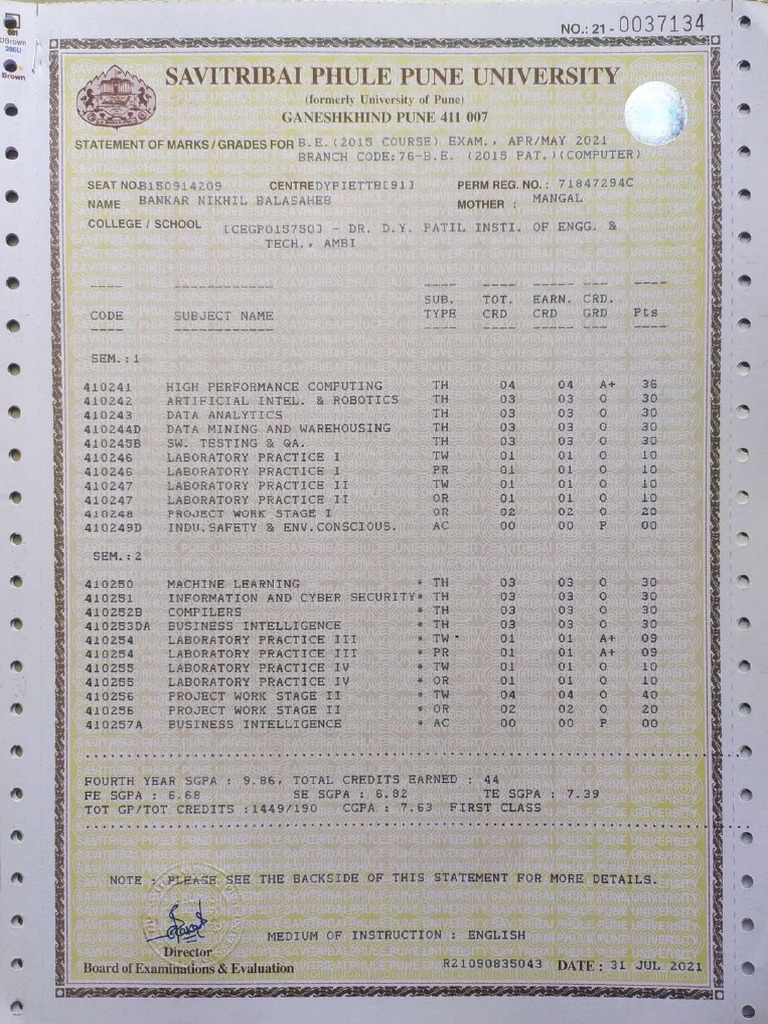 NO.: 21 - 0037134
SAVITRIBAI PHULE PUNE UNIVERSITY
(formerly University of Pune)
GANESHKHIND PUNE 411 007
STATEMENT OF MARKS / GRADES FOR B.E.(2015 COURSE) EXAM., APR/MAY 2021
BRANCH CODE:76-B.E. (2015 PAT.)(COMPUTER)
SEAT NO.B150914209 CENTREDYPIETTB[91] PERM REG. NO.: 71847294C
NAME BANKAR NIKHIL BALASAHEB MOTHER : MANGAL
COLLEGE / SCHOOL [CEGP015750] - DR. D.Y. PATIL INSTI. OF ENGG. &
TECH., AMBI
SUB. TOT. EARN. CRD.
CODE SUBJECT NAME TYPE CRD CRD GRD Pts
SEM.:1
410241 HIGH PERFORMANCE COMPUTING TH 04 04 A+ 36
410242 ARTIFICIAL INTEL. & ROBOTICS TH 03 03 O 30
410243 DATA ANALYTICS TH 03 03 O 30
410244D DATA MINING AND WAREHOUSING TH 03 03 O 30
410245B SW. TESTING & QA. TH 03 03 O 30
410246 LABORATORY PRACTICE I TW 01 01 O 10
410246 LABORATORY PRACTICE I PR 01 01 O 10
410247 LABORATORY PRACTICE II TW 01 01 O 10
410247 LABORATORY PRACTICE II OR 01 01 O 10
410248 PROJECT WORK STAGE I OR 02 02 O 20
410249D INDU.SAFETY & ENV.CONSCIOUS. AC 00 00 P 00
SEM.:2
410250 MACHINE LEARNING * TH 03 03 O 30
410251 INFORMATION AND CYBER SECURITY* TH 03 03 O 30
410252B COMPILERS * TH 03 03 O 30
410253DA BUSINESS INTELLIGENCE * TH 03 03 O 30
410254 LABORATORY PRACTICE III * TW 01 01 A+ 09
410254 LABORATORY PRACTICE III * PR 01 01 A+ 09
410255 LABORATORY PRACTICE IV * TW 01 01 O 10
410255 LABORATORY PRACTICE IV * OR 01 01 O 10
410256 PROJECT WORK STAGE II * TW 04 04 O 40
410256 PROJECT WORK STAGE II * OR 02 02 O 20
410257A BUSINESS INTELLIGENCE * AC 00 00 P 00
FOURTH YEAR SGPA : 9.86, TOTAL CREDITS EARNED : 44
FE SGPA : 6.68 SE SGPA : 6.82 TE SGPA : 7.39
TOT GP/TOT CREDITS :1449/190 CGPA : 7.63 FIRST CLASS
NOTE : PLEASE SEE THE BACKSIDE OF THIS STATEMENT FOR MORE DETAILS.
MEDIUM OF INSTRUCTION : ENGLISH
Director
Board of Examinations & Evaluation R21090835043 DATE : 31 JUL 2021